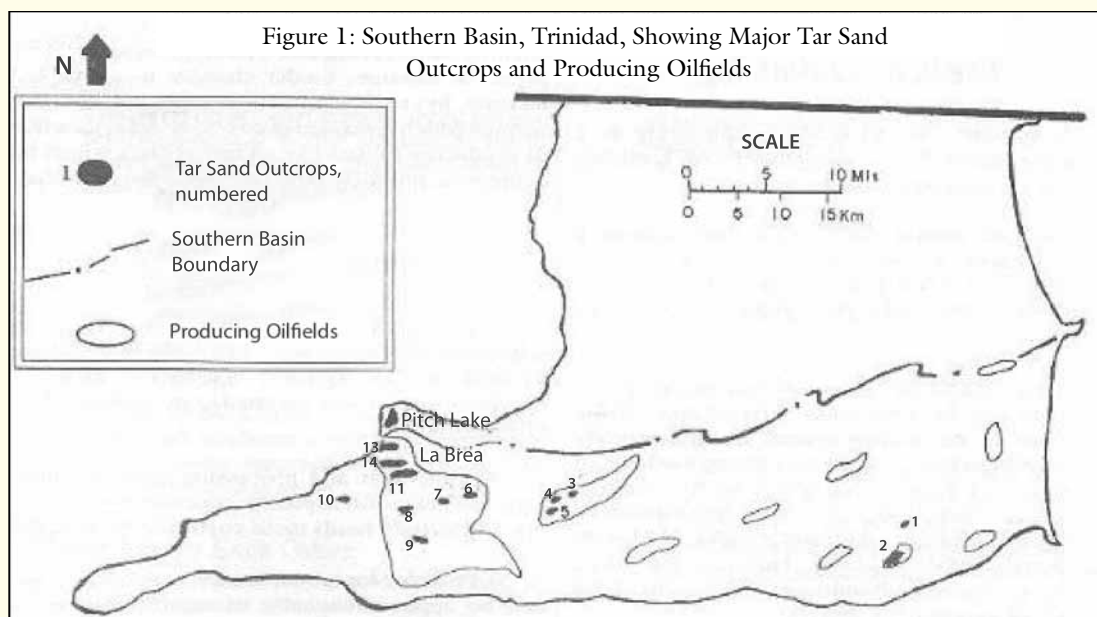 Figure 1: Southern Basin, Trinidad, Showing Major Tar Sand
Outcrops and Producing Oilfields
N
1
Tar Sand Outcrops,
numbered
Southern Basin
Boundary
Producing Oilfields
SCALE
0 5 10 Mls
0 5 10 15 Km
Pitch Lake
13
La Brea
14
11
10
7
6
8
9
4
3
5
1
2